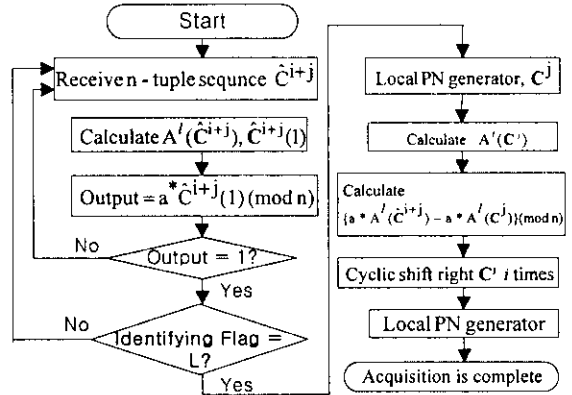 Start
Receive n - tuple sequnce Ĉ^{i+j}
Calculate A^l(Ĉ^{i+j}), Ĉ^{i+j}(1)
Output = a * Ĉ^{i+j}(1) (mod n)
No
Output = 1?
Yes
No
Identifying Flag =
L?
Yes
Local PN generator, C^j
Calculate A^l(C^j)
Calculate
{a * A^l(Ĉ^{i+j}) – a * A^l(C^j)}(mod n)
Cyclic shift right C^j i times
Local PN generator
Acquisition is complete